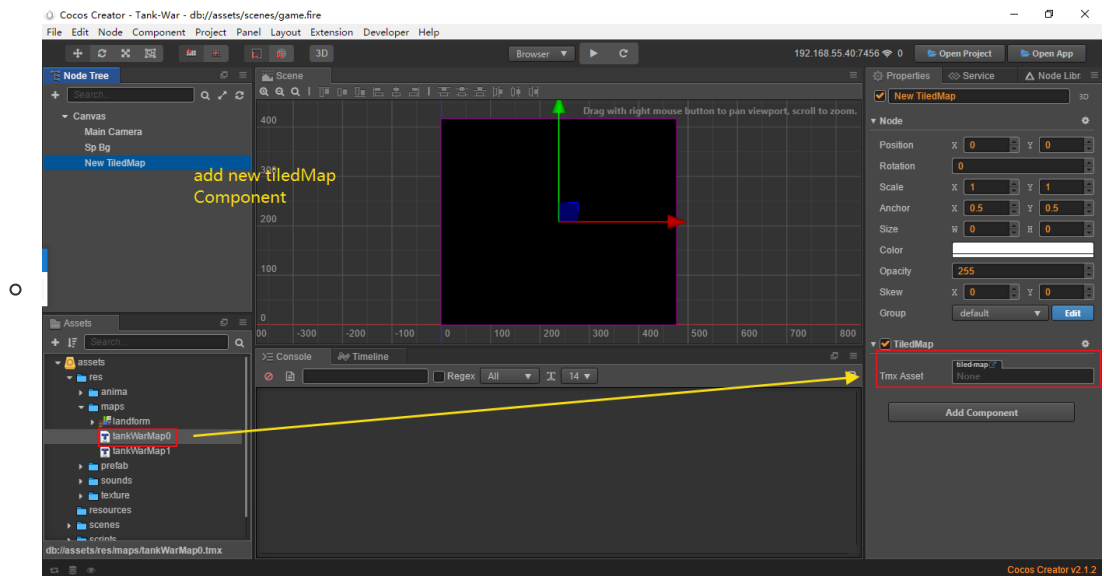 Cocos Creator - Tank-War - db://assets/scenes/game.fire
File Edit Node Component Project Panel Layout Extension Developer Help
3D
Browser
192.168.55.40:7456 0
Open Project
Open App
Node Tree
Search...
Canvas
Main Camera
Sp Bg
New TiledMap
Scene
Drag with right mouse button to pan viewport, scroll to zoom.
400
300
200
100
0
00 -300 -200 -100 0 100 200 300 400 500 600 700 800
add new tiledMap
Component
Assets
Search...
assets
res
anima
maps
landform
tankWarMap0
tankWarMap1
prefab
sounds
texture
resources
scenes
scripts
db://assets/res/maps/tankWarMap0.tmx
Console
Timeline
Regex All 14
Properties
Service
Node Libr
New TiledMap
3D
Node
Position X 0 Y 0
Rotation 0
Scale X 1 Y 1
Anchor X 0.5 Y 0.5
Size W 0 H 0
Color
Opacity 255
Skew X 0 Y 0
Group default Edit
TiledMap
tiled-map
Tmx Asset None
Add Component
Cocos Creator v2.1.2